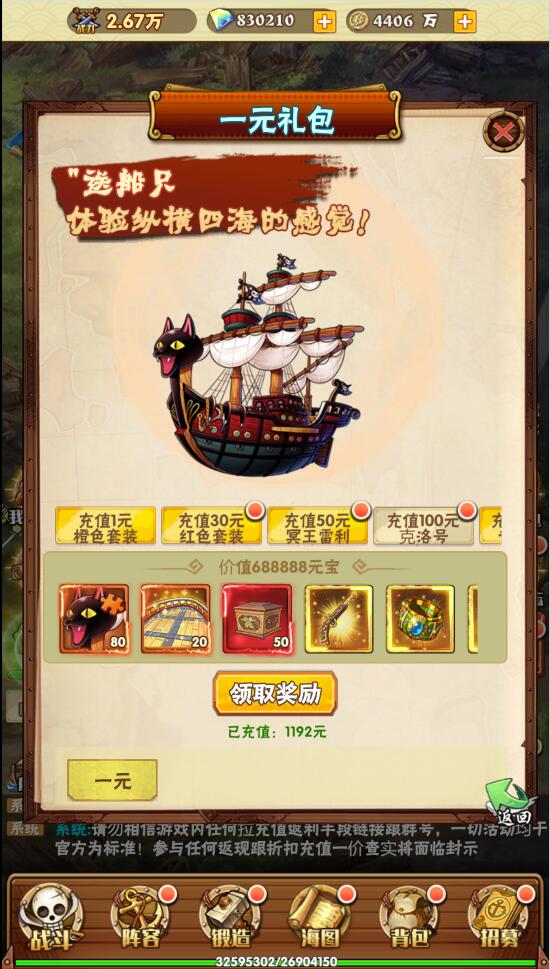 战力 2.67万
830210
4406 万
一元礼包
"送船只
体验纵横四海的感觉!
充值1元
橙色套装
充值30元
红色套装
充值50元
冥王雷利
充值100元
克洛号
充
价值688888元宝
80
20
50
领取奖励
已充值: 1192元
一元
返回
系统
系统:请勿相信游戏内任何拉充值返利手段链接跟群号,一切活动均于
官方为标准!参与任何返现跟折扣充值一价查实将面临封示
战斗
阵容
锻造
海图
背包
招募
32595302/26904150